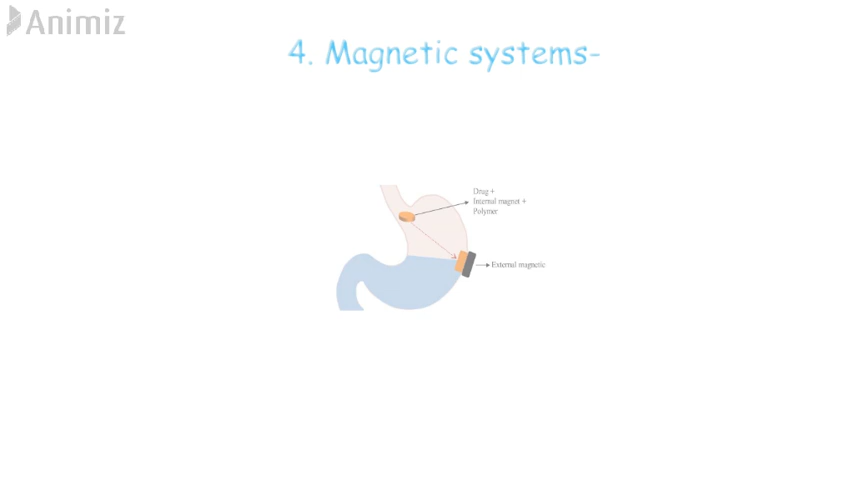 Animiz
4. Magnetic systems-
Drug +
Internal magnet +
Polymer
External magnetic